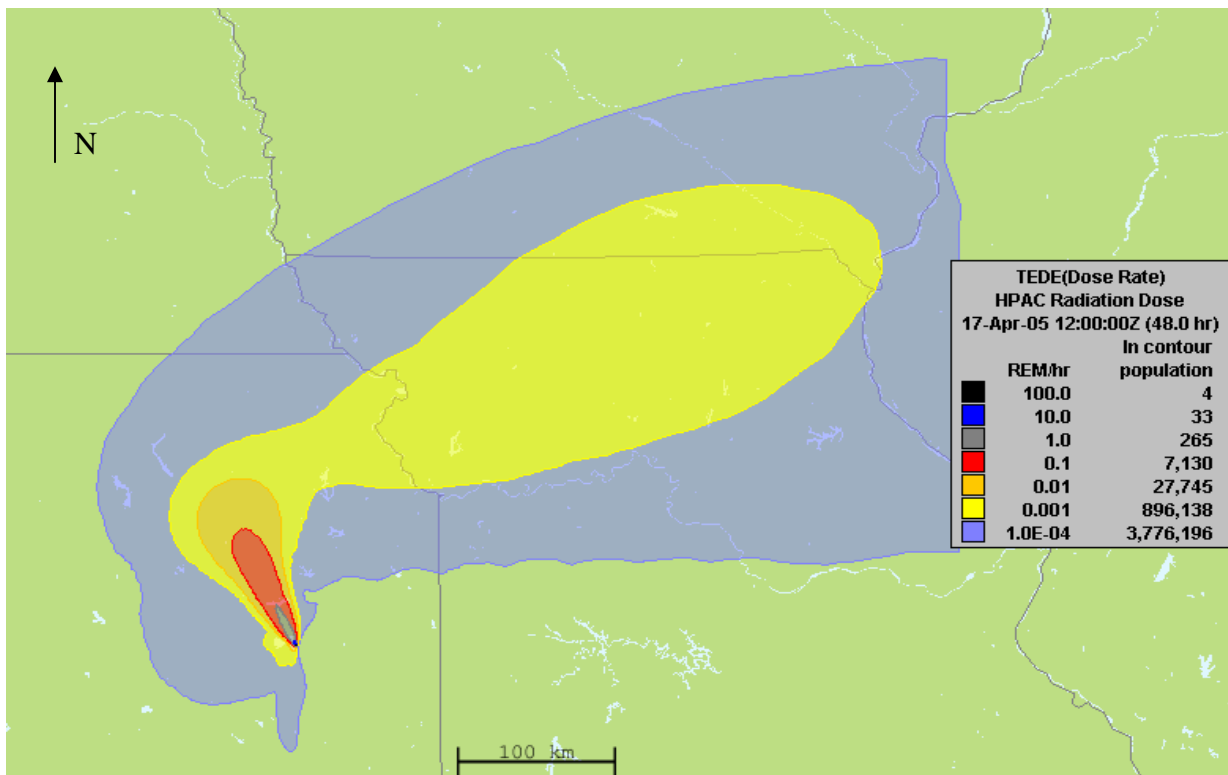 N
TEDE(Dose Rate)
HPAC Radiation Dose
17-Apr-05 12:00:00Z (48.0 hr)
In contour
REM/hr population
100.0 4
10.0 33
1.0 265
0.1 7,130
0.01 27,745
0.001 896,138
1.0E-04 3,776,196
100 km